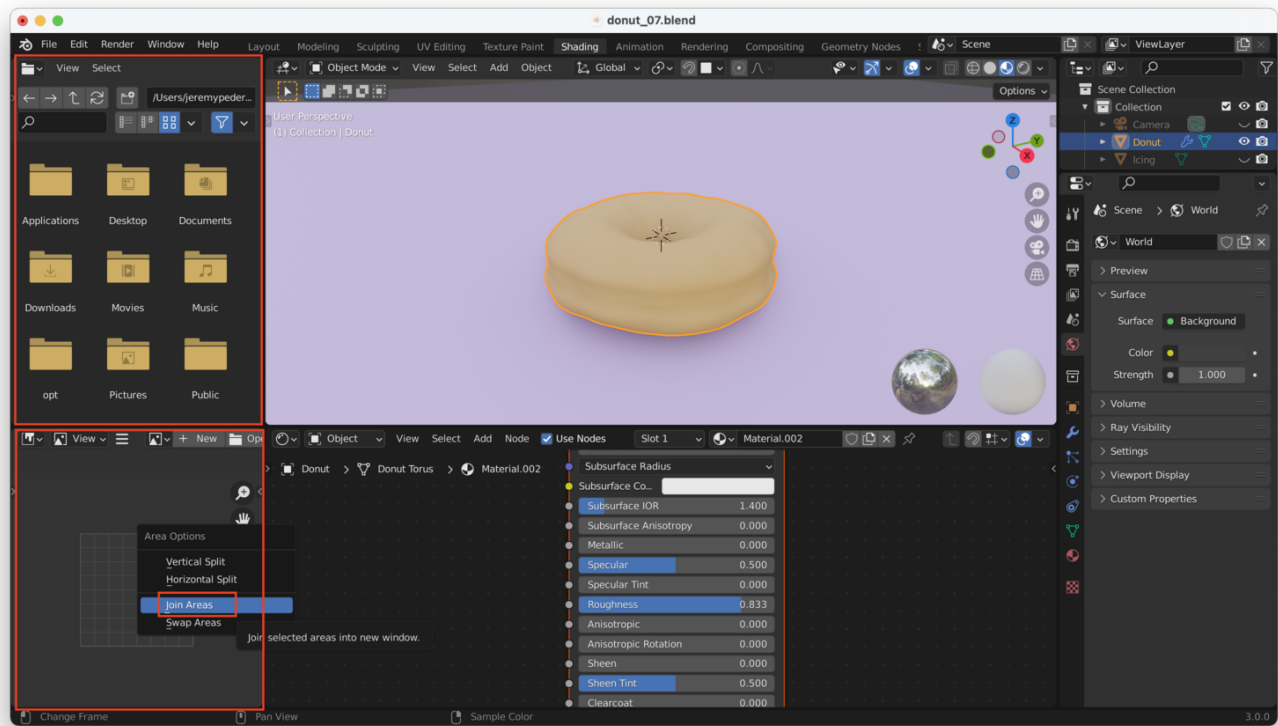 donut_07.blend
File Edit Render Window Help Layout Modeling Sculpting UV Editing Texture Paint Shading Animation Rendering Compositing Geometry Nodes Scene ViewLayer
View Select
Object Mode View Select Add Object Global
/Users/jeremypeder...
Options
User Perspective
(1) Collection | Donut
Z
Y
X
Applications Desktop Documents
Downloads Movies Music
opt Pictures Public
Scene Collection
Collection
Camera
Donut
Icing
Scene > World
World
Preview
Surface
Surface Background
Color
Strength 1.000
Volume
Ray Visibility
Settings
Viewport Display
Custom Properties
View + New Ope
Area Options
Vertical Split
Horizontal Split
Join Areas
Swap Areas
Join selected areas into new window.
Object View Select Add Node Use Nodes Slot 1 Material.002
Donut > Donut Torus > Material.002
Subsurface Radius
Subsurface Co...
Subsurface IOR 1.400
Subsurface Anisotropy 0.000
Metallic 0.000
Specular 0.500
Specular Tint 0.000
Roughness 0.833
Anisotropic 0.000
Anisotropic Rotation 0.000
Sheen 0.000
Sheen Tint 0.500
Clearcoat 0.000
Change Frame Pan View Sample Color 3.0.0